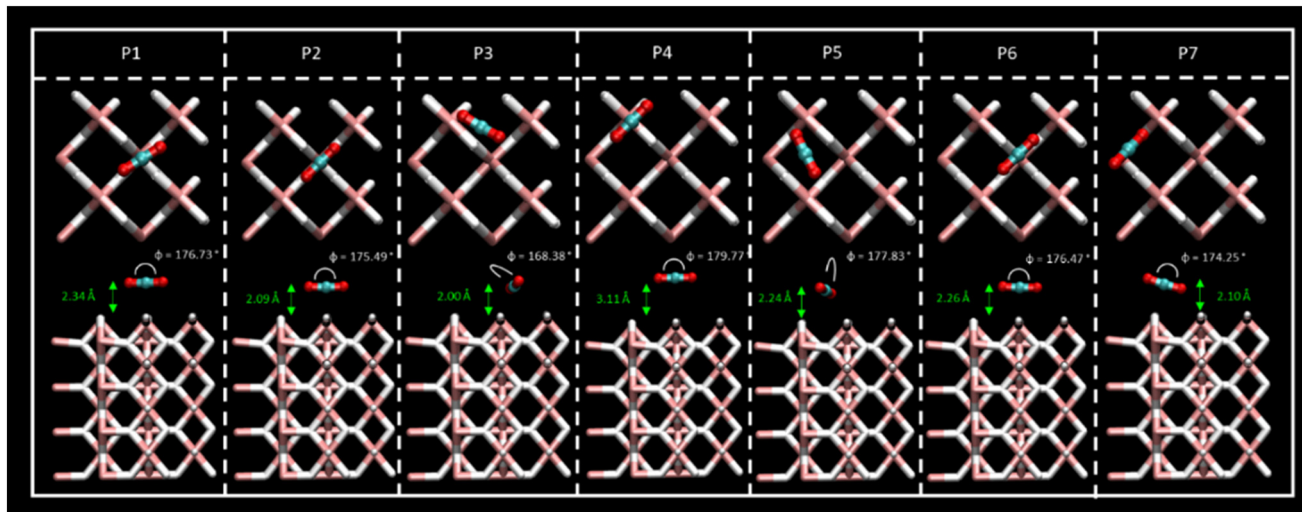 P1
P2
P3
P4
P5
P6
P7
ϕ = 176.73°
2.34 Å
ϕ = 175.49°
2.09 Å
ϕ = 168.38°
2.00 Å
ϕ = 179.77°
3.11 Å
ϕ = 177.83°
2.24 Å
ϕ = 176.47°
2.26 Å
ϕ = 174.25°
2.10 Å